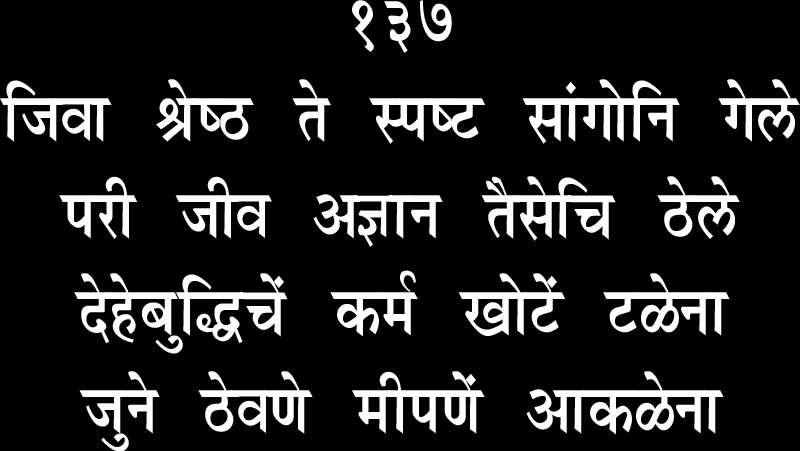 १३७
जिवा श्रेष्ठ ते स्पष्ट सांगोनि गेले
परी जीव अज्ञान तैसेचि ठेले
देहेबुद्धिचें कर्म खोटें टळेना
जुने ठेवणे मीपणें आकळेना